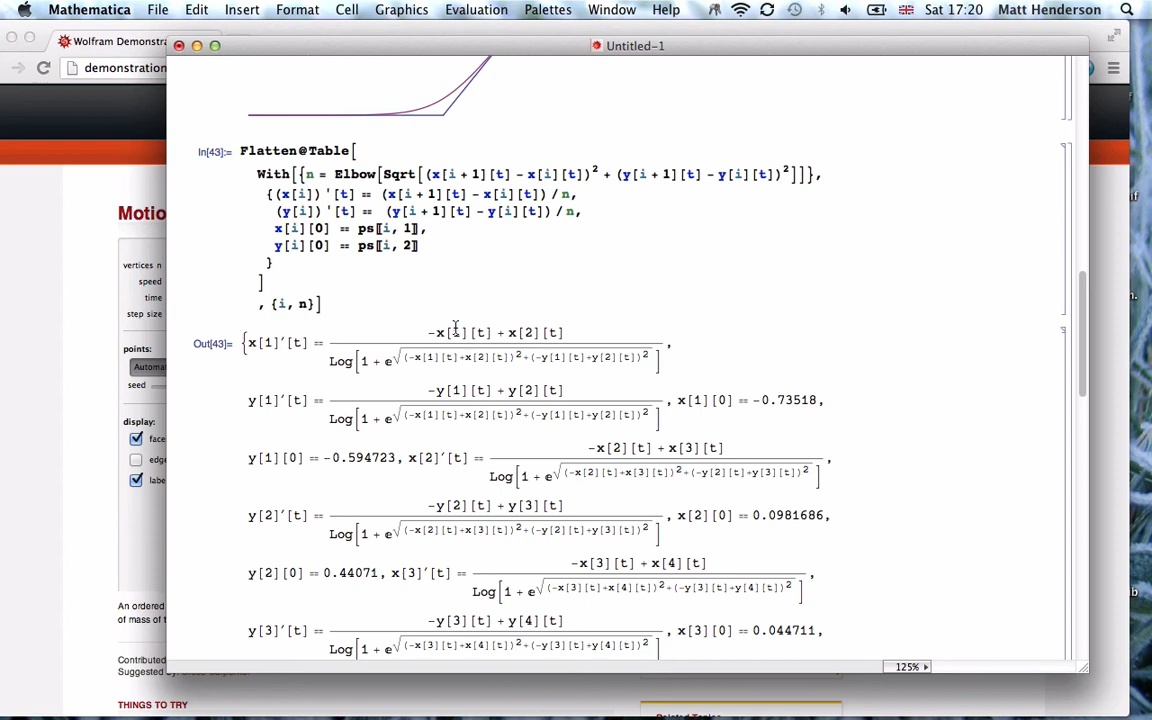 Mathematica File Edit Insert Format Cell Graphics Evaluation Palettes Window Help Sat 17:20 Matt Henderson
Wolfram Demonstra
Untitled-1
demonstration
In[43]:= Flatten@Table[
With[{n = Elbow[Sqrt[(x[i + 1][t] - x[i][t])² + (y[i + 1][t] - y[i][t])²]]},
{(x[i])'[t] == (x[i + 1][t] - x[i][t]) / n,
(y[i])'[t] == (y[i + 1][t] - y[i][t]) / n,
x[i][0] == ps[[i, 1]],
y[i][0] == ps[[i, 2]]
}
]
, {i, n}]
Out[43]= {x[1]′[t] == (-x[1][t] + x[2][t]) / Log[1 + e^√((-x[1][t]+x[2][t])²+(-y[1][t]+y[2][t])²)],
y[1]′[t] == (-y[1][t] + y[2][t]) / Log[1 + e^√((-x[1][t]+x[2][t])²+(-y[1][t]+y[2][t])²)], x[1][0] == -0.73518,
y[1][0] == -0.594723, x[2]′[t] == (-x[2][t] + x[3][t]) / Log[1 + e^√((-x[2][t]+x[3][t])²+(-y[2][t]+y[3][t])²)],
y[2]′[t] == (-y[2][t] + y[3][t]) / Log[1 + e^√((-x[2][t]+x[3][t])²+(-y[2][t]+y[3][t])²)], x[2][0] == 0.0981686,
y[2][0] == 0.44071, x[3]′[t] == (-x[3][t] + x[4][t]) / Log[1 + e^√((-x[3][t]+x[4][t])²+(-y[3][t]+y[4][t])²)],
y[3]′[t] == (-y[3][t] + y[4][t]) / Log[1 + e^√((-x[3][t]+x[4][t])²+(-y[3][t]+y[4][t])²)], x[3][0] == 0.044711,
125%
Motio
vertices n
speed
time
step size
points:
Automa
seed
display:
face
edge
labe
An ordered
of mass of t
Contributed
Suggested by
THINGS TO TRY